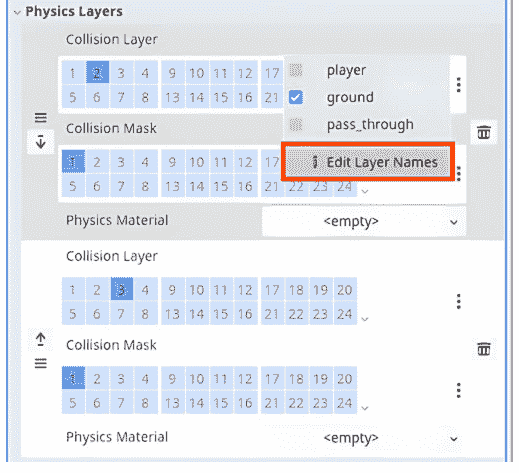 Physics Layers
Collision Layer
1 2 3 4 9 10 11 12 17
player
5 6 7 8 13 14 15 16 21
ground
Collision Mask
pass_through
1 2 3 4 9 10 11 12 17
Edit Layer Names
5 6 7 8 13 14 15 16 21 22 23 24
Physics Material <empty>
Collision Layer
1 2 3 4 9 10 11 12 17 18 19 20
5 6 7 8 13 14 15 16 21 22 23 24
Collision Mask
1 2 3 4 9 10 11 12 17 18 19 20
5 6 7 8 13 14 15 16 21 22 23 24
Physics Material <empty>